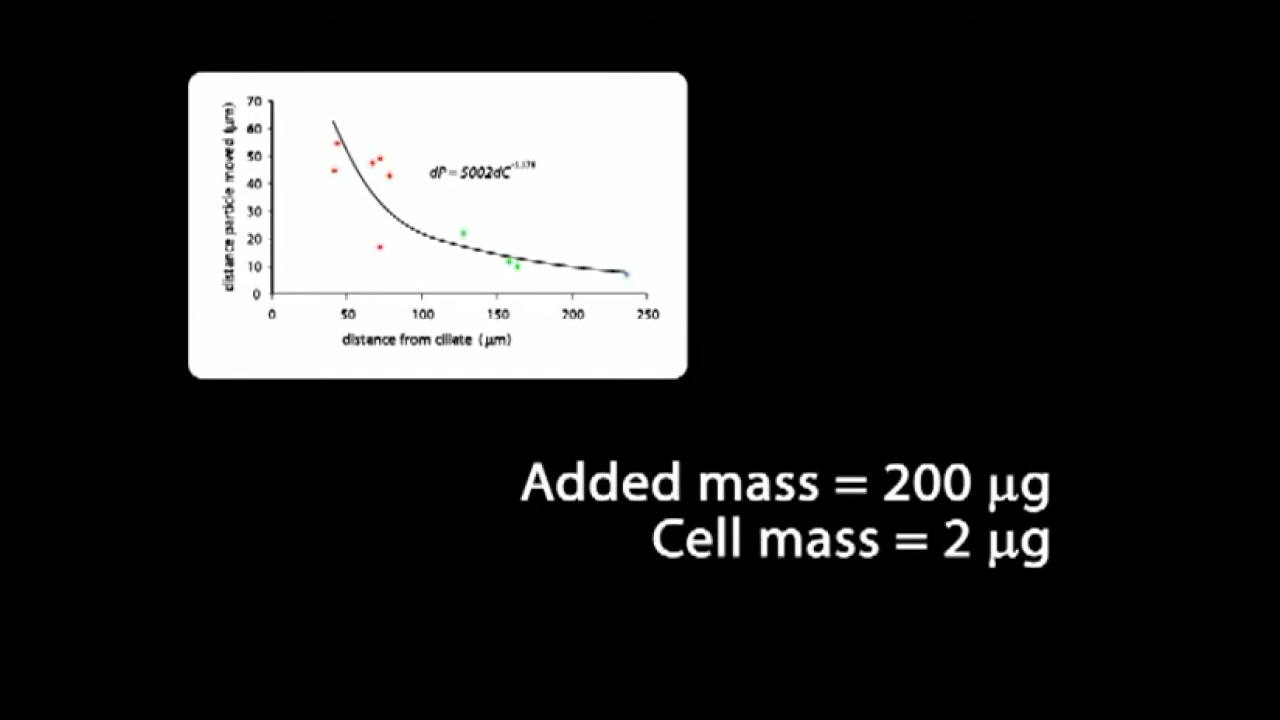 70
60
50
40
30
20
10
0
distance particle moved (μm)
dP = 5002dC
0 50 100 150 200 250
distance from ciliate (μm)
Added mass = 200 μg
Cell mass = 2 μg